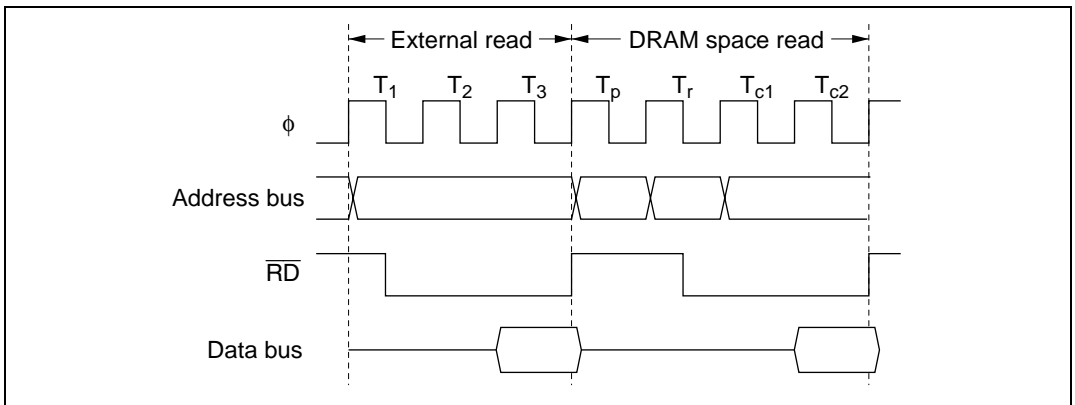 External read DRAM space read
T1 T2 T3 Tp Tr Tc1 Tc2
φ
Address bus
RD
Data bus